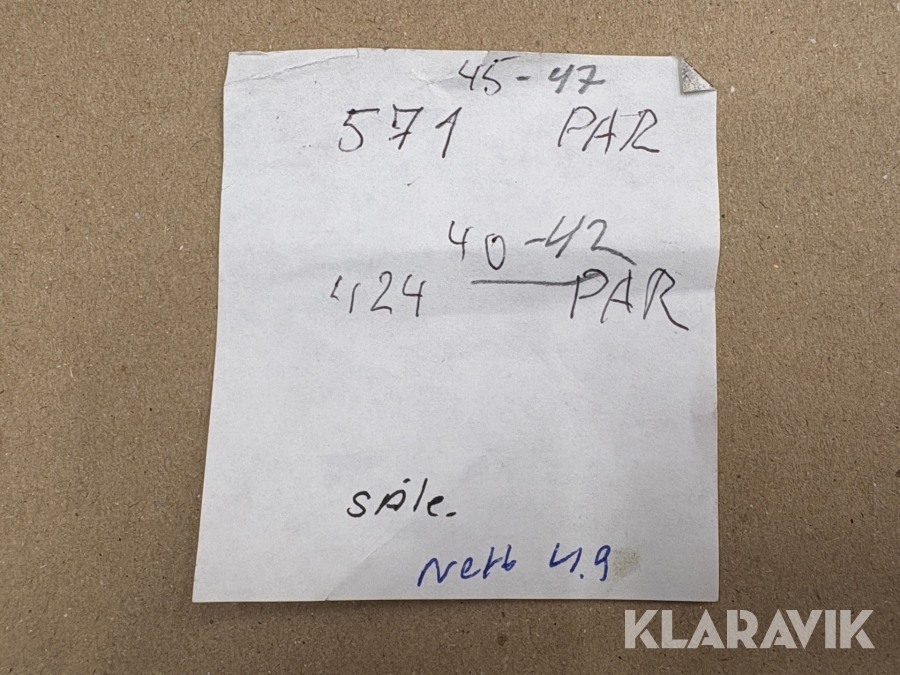 45-47
571 PAR
40-42
424 PAR
såle.
Nett 4.9
KLARAVIK